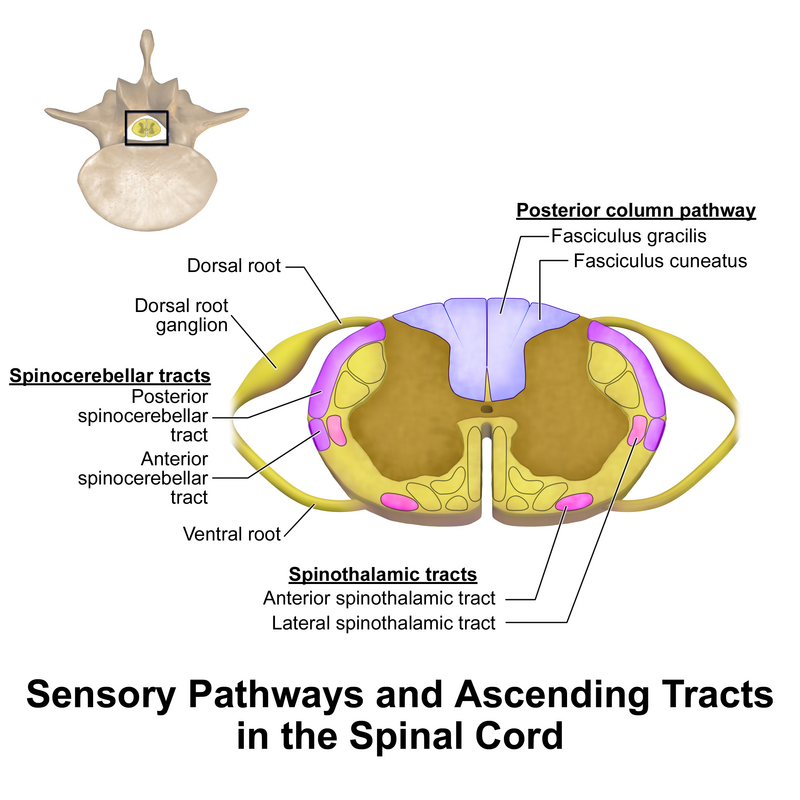 Posterior column pathway
Fasciculus gracilis
Fasciculus cuneatus
Dorsal root
Dorsal root
ganglion
Spinocerebellar tracts
Posterior
spinocerebellar
tract
Anterior
spinocerebellar
tract
Ventral root
Spinothalamic tracts
Anterior spinothalamic tract
Lateral spinothalamic tract
Sensory Pathways and Ascending Tracts
in the Spinal Cord